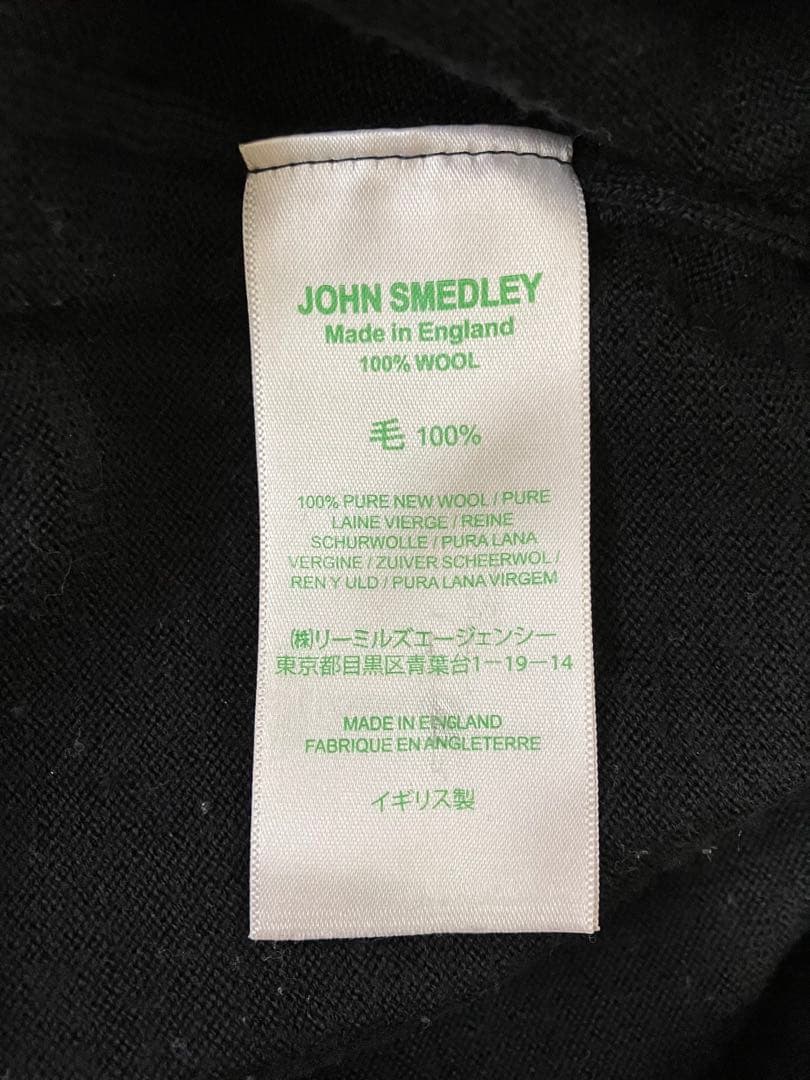 JOHN SMEDLEY
Made in England
100% WOOL
毛 100%
100% PURE NEW WOOL / PURE
LAINE VIERGE / REINE
SCHURWOLLE / PURA LANA
VERGINE / ZUIVER SCHEERWOL /
REN Y ULD / PURA LANA VIRGEM
㈱リーミルズエージェンシー
東京都目黒区青葉台1-19-14
MADE IN ENGLAND
FABRIQUE EN ANGLETERRE
イギリス製